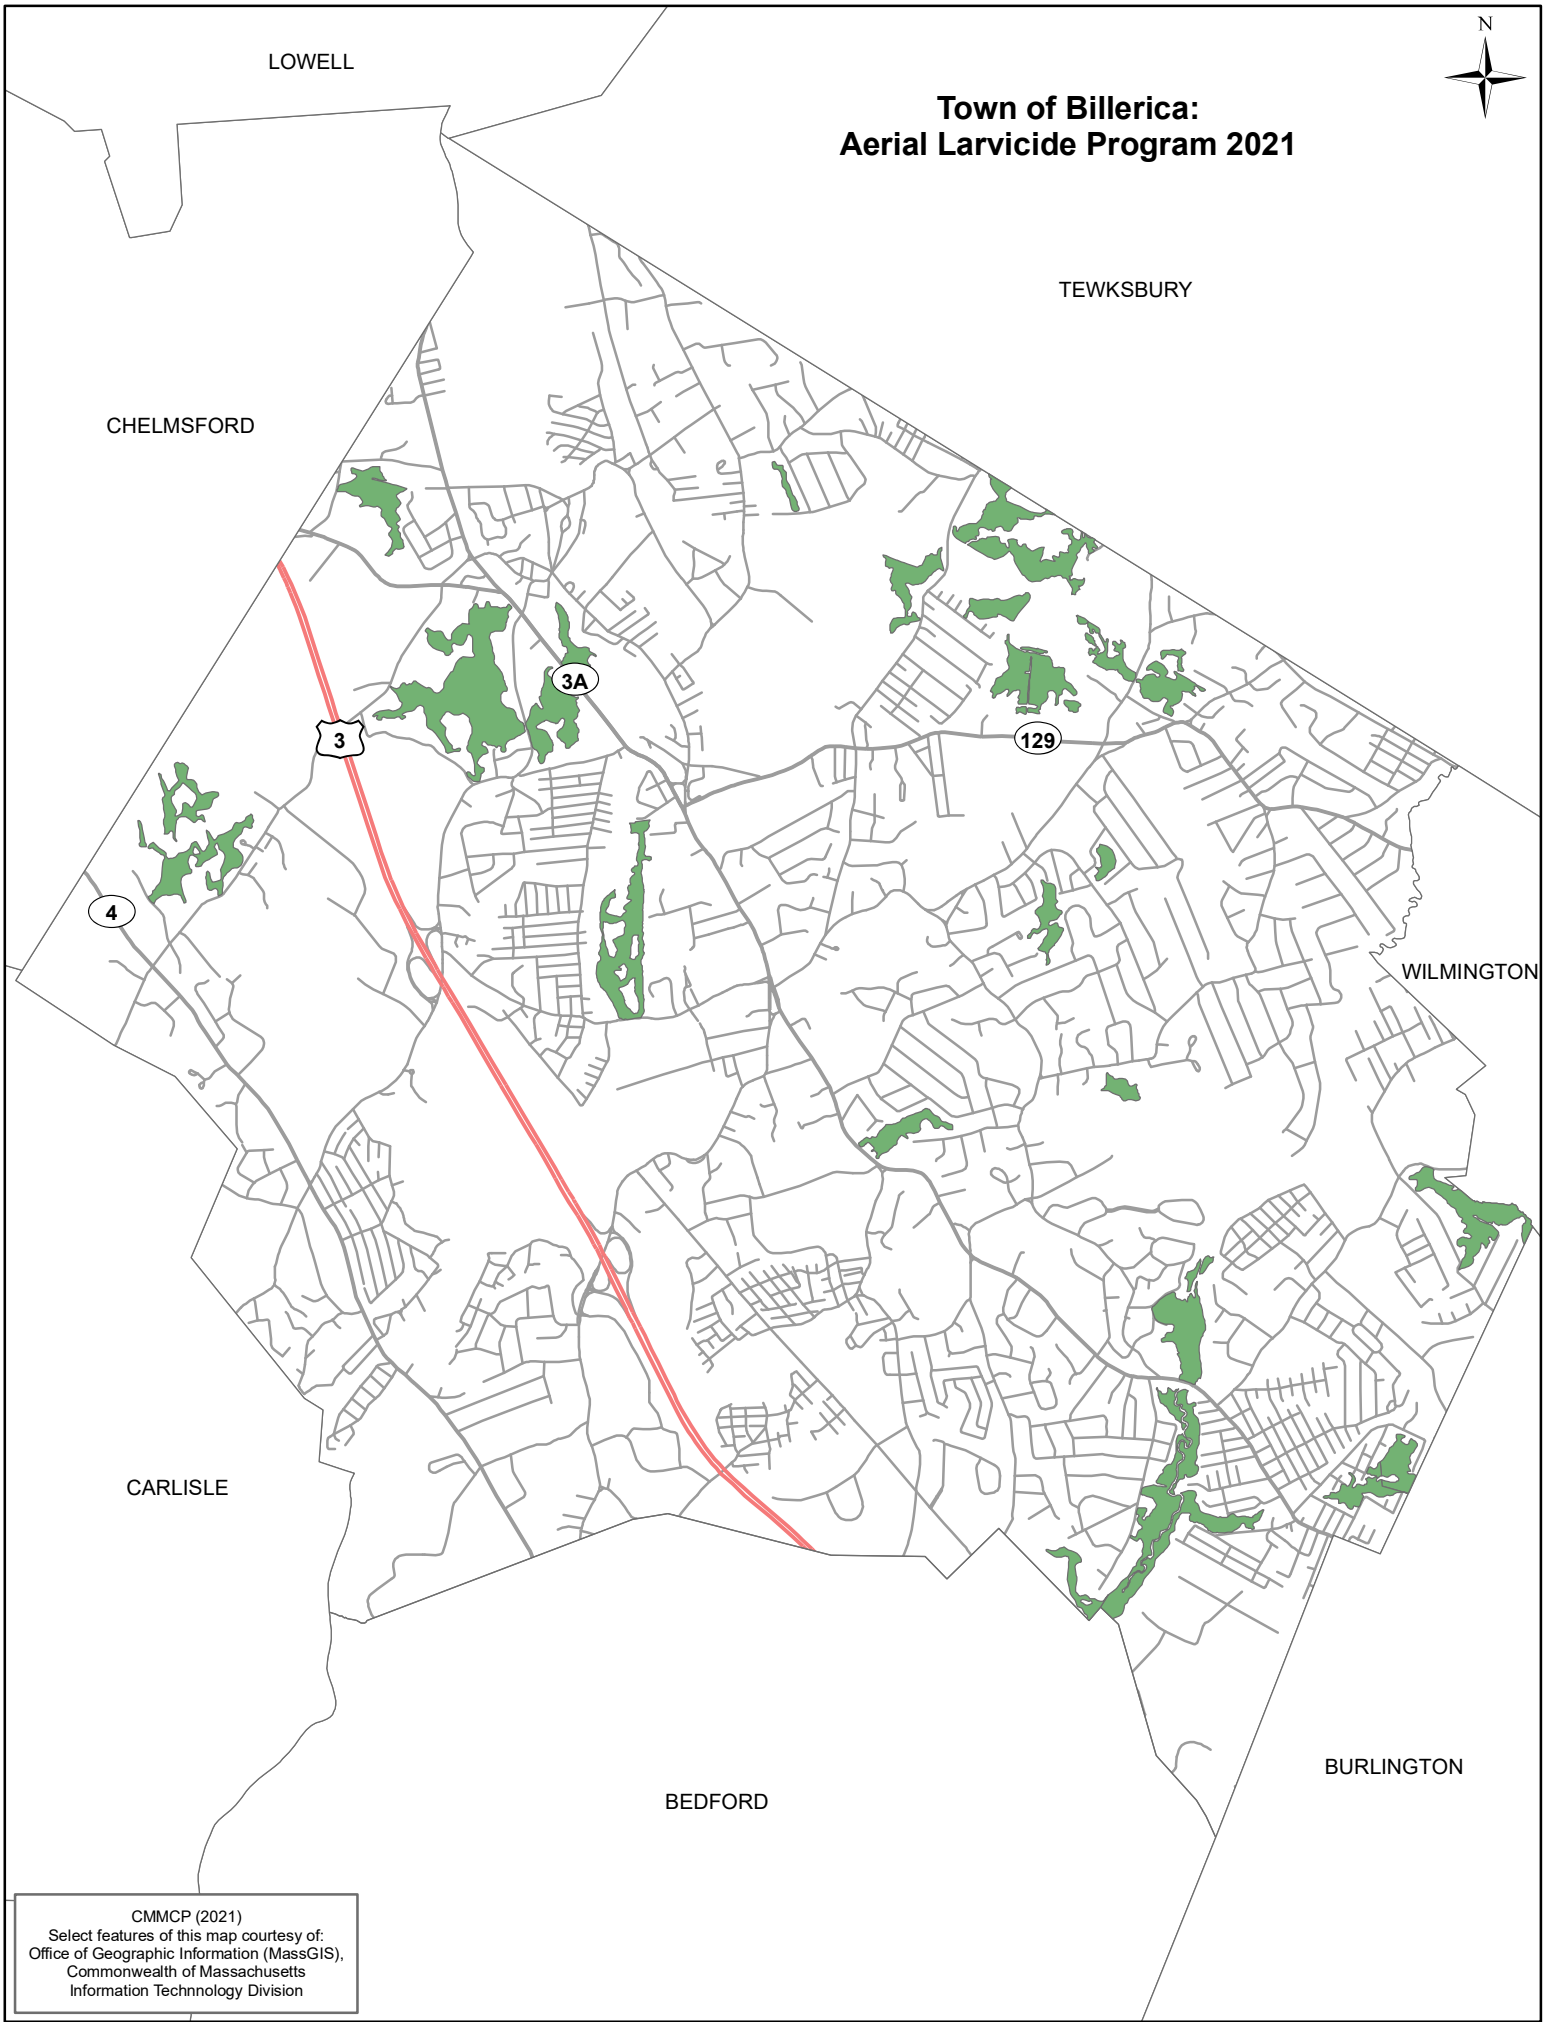 N
LOWELL
Town of Billerica:
Aerial Larvicide Program 2021
TEWKSBURY
CHELMSFORD
3A
3
129
4
WILMINGTON
CARLISLE
BURLINGTON
BEDFORD
CMMCP (2021)
Select features of this map courtesy of:
Office of Geographic Information (MassGIS),
Commonwealth of Massachusetts
Information Technnology Division